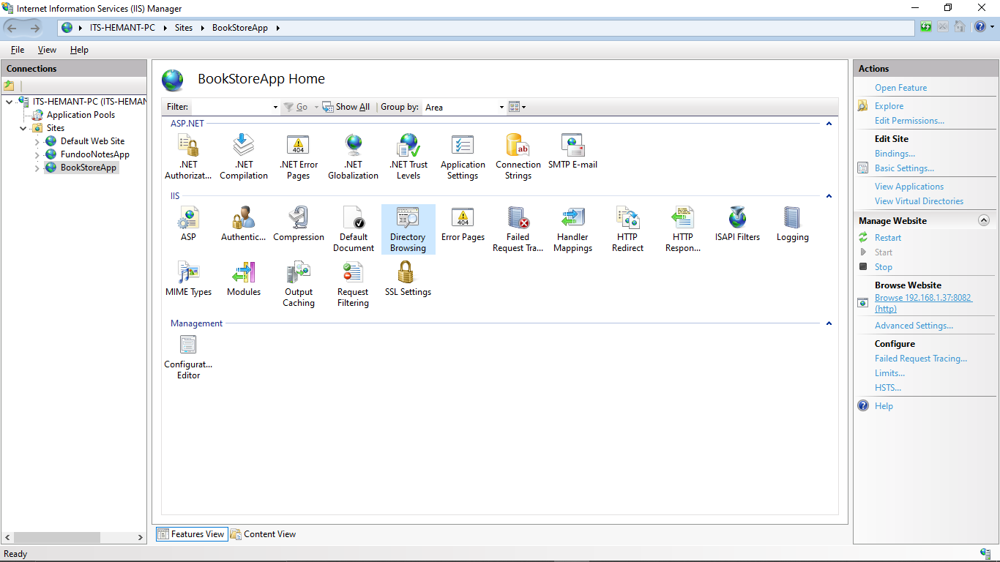 Internet Information Services (IIS) Manager
ITS-HEMANT-PC
Sites
BookStoreApp
File
View
Help
Connections
ITS-HEMANT-PC (ITS-HEMAN
Application Pools
Sites
Default Web Site
FundooNotesApp
BookStoreApp
BookStoreApp Home
Filter:
Go
Show All
Group by:
Area
ASP.NET
.NET
Authorizat...
.NET
Compilation
.NET Error
Pages
404
.NET
Globalization
.NET Trust
Levels
Application
Settings
Connection
Strings
ab
SMTP E-mail
IIS
ASP
Authentic...
Compression
Default
Document
Directory
Browsing
404
Error Pages
Failed
Request Tra...
Handler
Mappings
HTTP
Redirect
HTTP
Respon...
ISAPI Filters
Logging
MIME Types
Modules
Output
Caching
Request
Filtering
SSL Settings
Management
Configurat...
Editor
Features View
Content View
Actions
Open Feature
Explore
Edit Permissions...
Edit Site
Bindings...
Basic Settings...
View Applications
View Virtual Directories
Manage Website
Restart
Start
Stop
Browse Website
Browse 192.168.1.37:8082
(http)
Advanced Settings...
Configure
Failed Request Tracing...
Limits...
HSTS...
Help
Ready